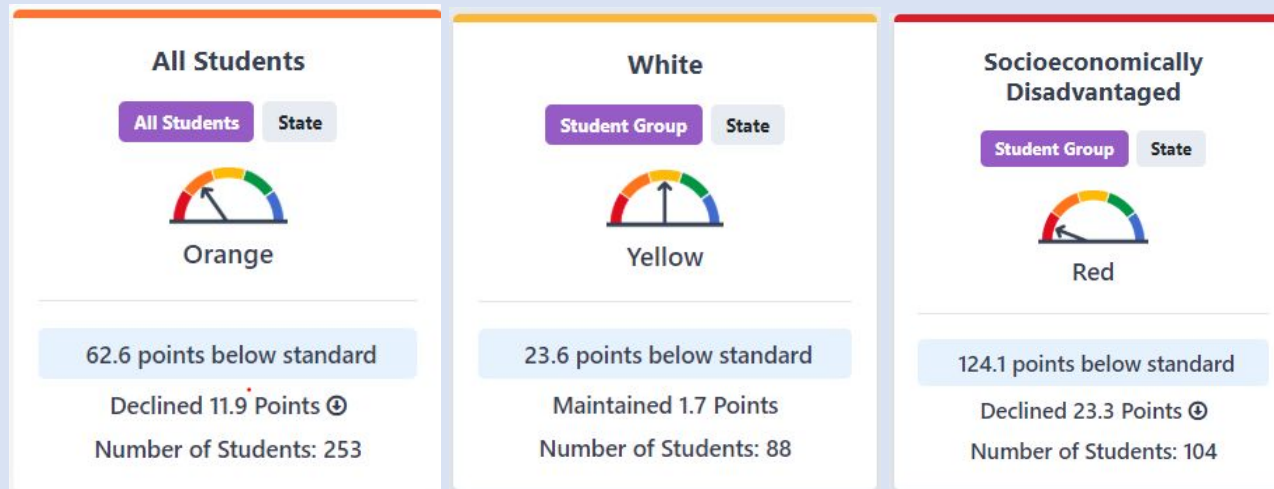 All Students
All Students State
Orange
62.6 points below standard
Declined 11.9 Points
Number of Students: 253
White
Student Group State
Yellow
23.6 points below standard
Maintained 1.7 Points
Number of Students: 88
Socioeconomically
Disadvantaged
Student Group State
Red
124.1 points below standard
Declined 23.3 Points
Number of Students: 104